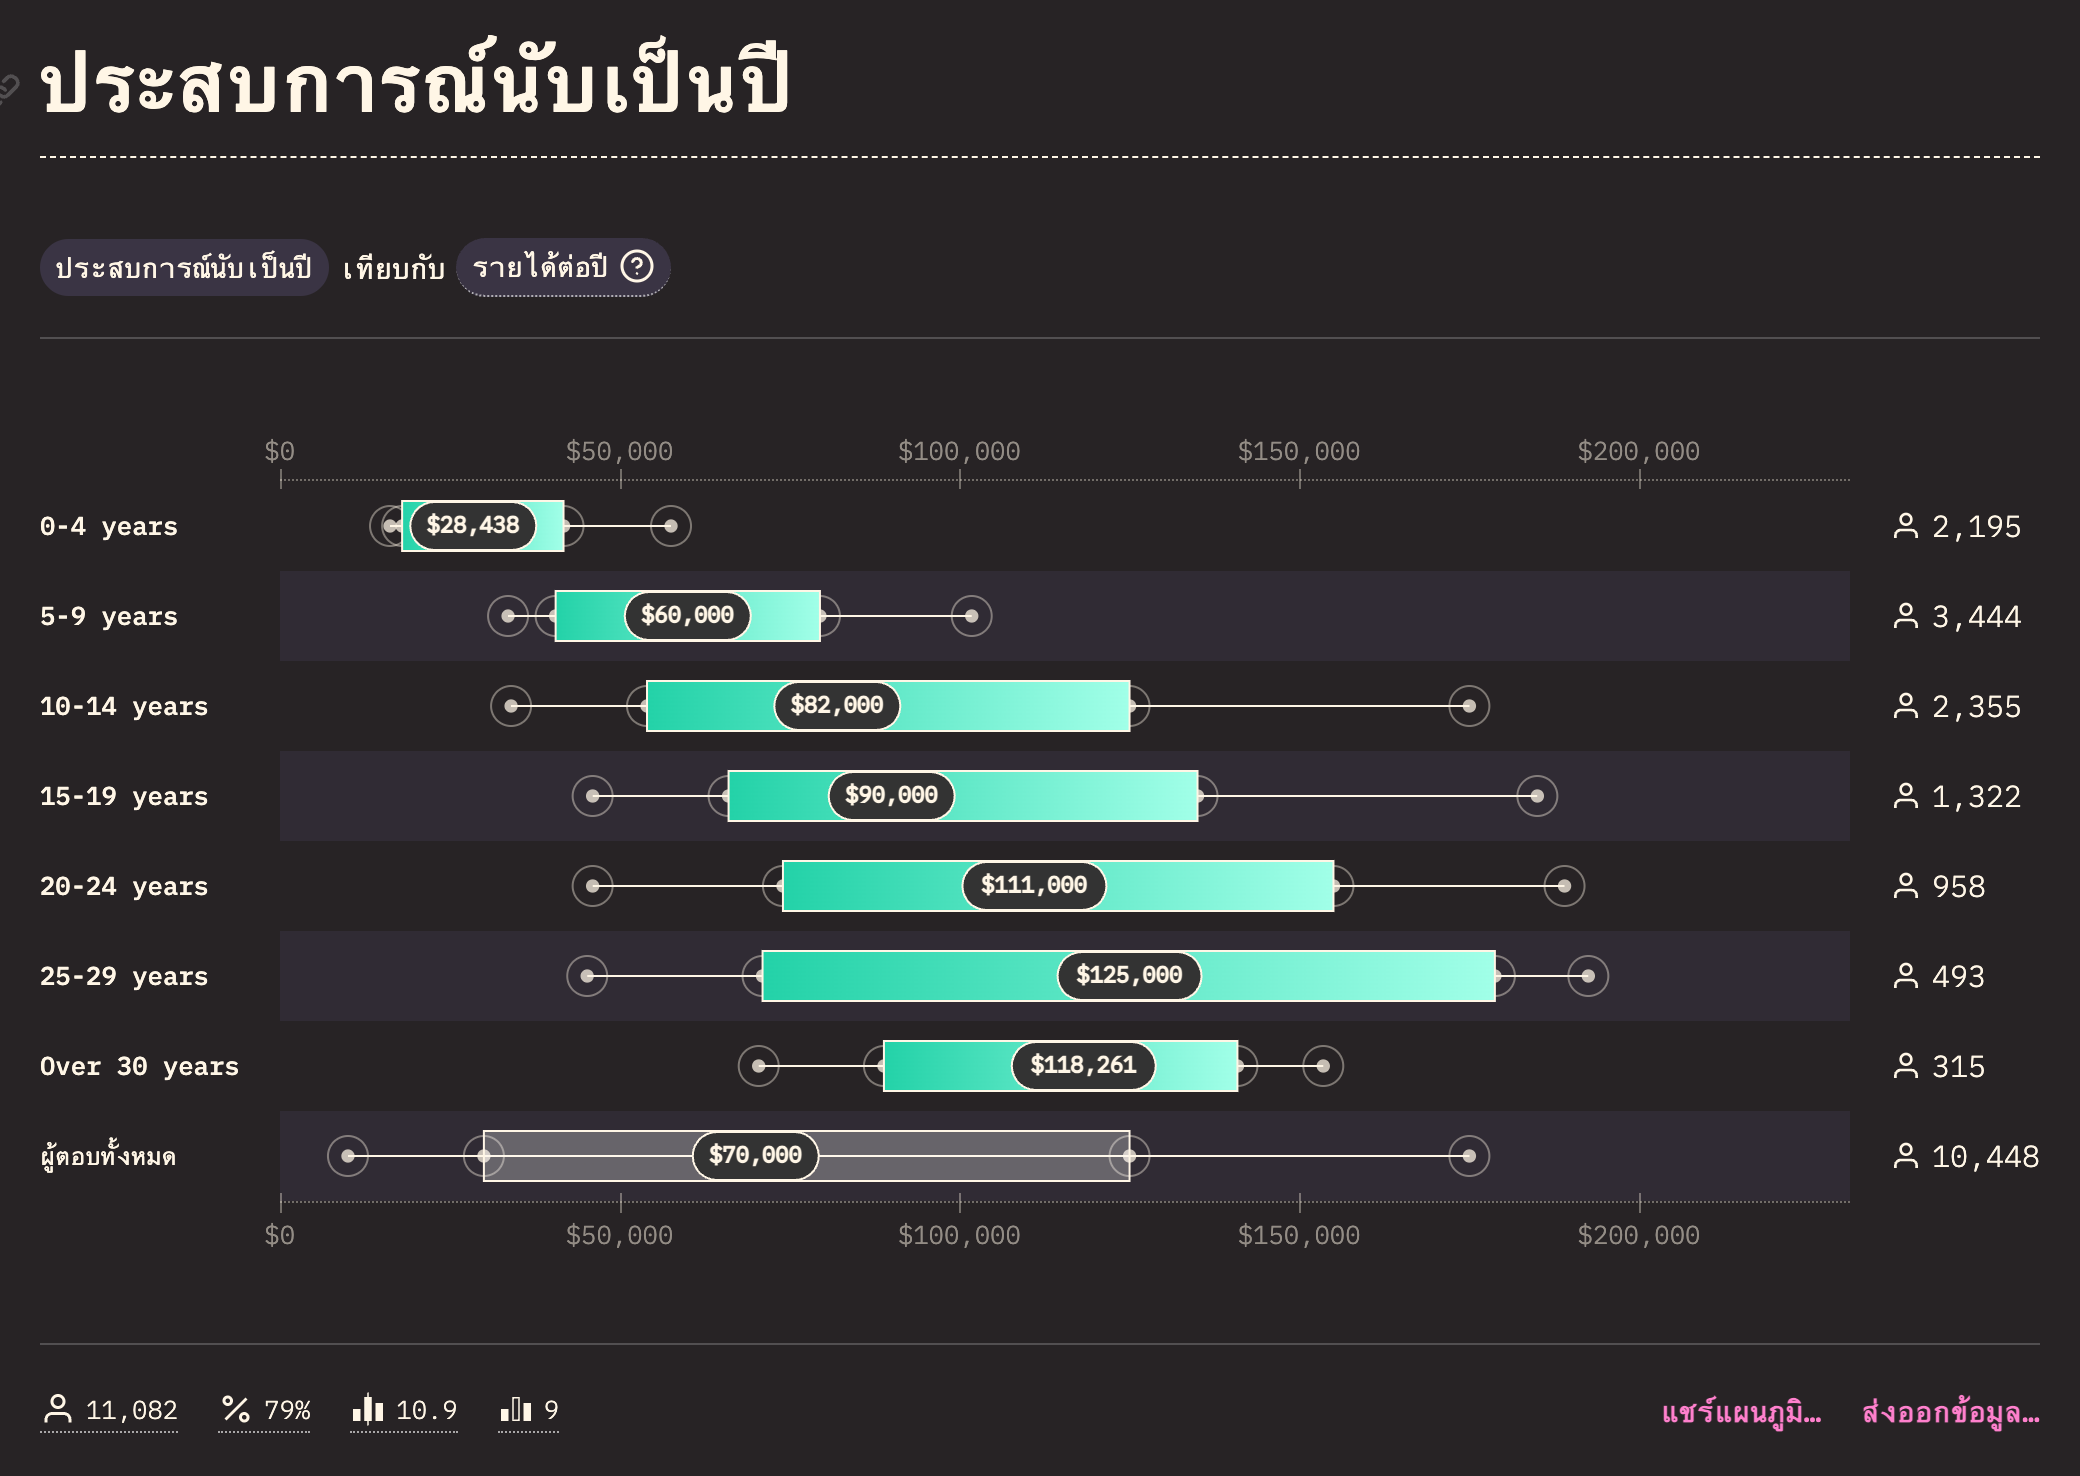 ประสบการณ์นับเป็นปี
ประสบการณ์นับเป็นปี เทียบกับ รายได้ต่อปี ?
$0 $50,000 $100,000 $150,000 $200,000
0-4 years $28,438 2,195
5-9 years $60,000 3,444
10-14 years $82,000 2,355
15-19 years $90,000 1,322
20-24 years $111,000 958
25-29 years $125,000 493
Over 30 years $118,261 315
ผู้ตอบทั้งหมด $70,000 10,448
$0 $50,000 $100,000 $150,000 $200,000
11,082 % 79% 10.9 9 แชร์แผนภูมิ… ส่งออกข้อมูล…